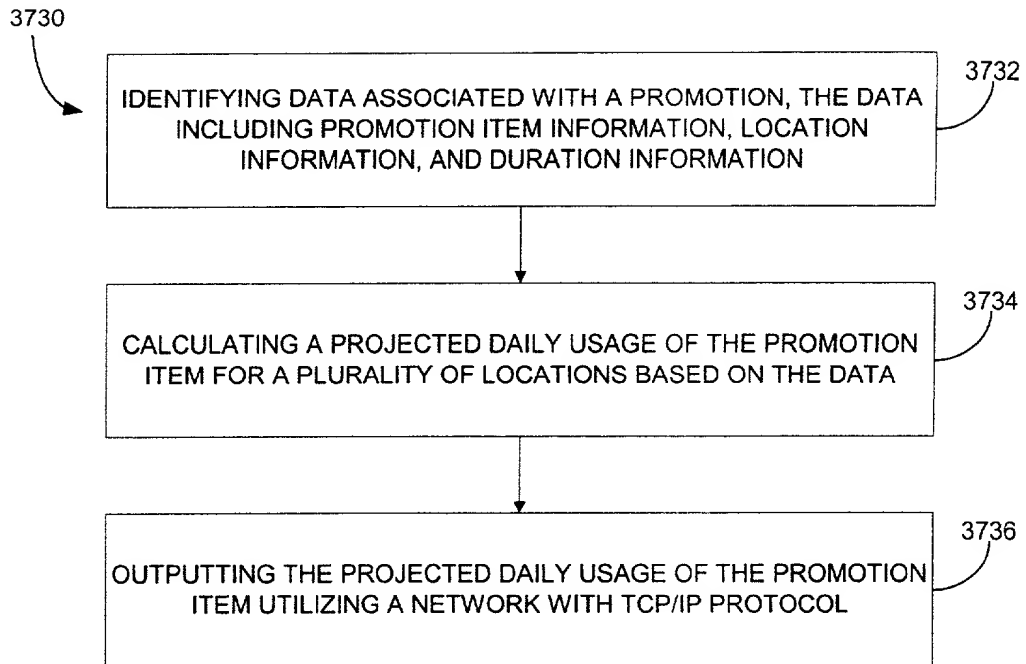 3730
3732
IDENTIFYING DATA ASSOCIATED WITH A PROMOTION, THE DATA
INCLUDING PROMOTION ITEM INFORMATION, LOCATION
INFORMATION, AND DURATION INFORMATION
3734
CALCULATING A PROJECTED DAILY USAGE OF THE PROMOTION
ITEM FOR A PLURALITY OF LOCATIONS BASED ON THE DATA
3736
OUTPUTTING THE PROJECTED DAILY USAGE OF THE PROMOTION
ITEM UTILIZING A NETWORK WITH TCP/IP PROTOCOL